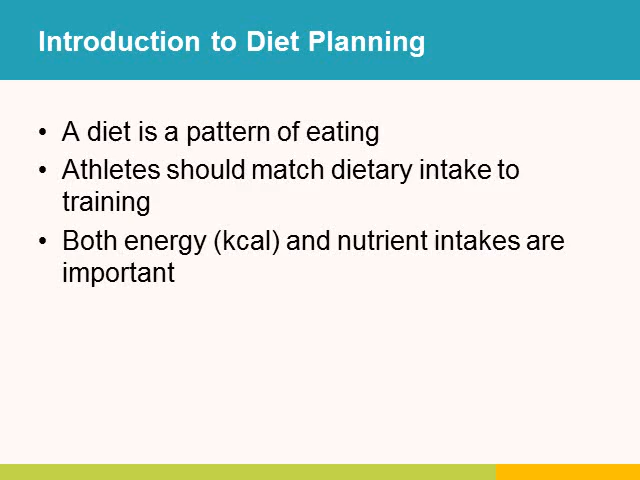 Introduction to Diet Planning
• A diet is a pattern of eating
• Athletes should match dietary intake to
training
• Both energy (kcal) and nutrient intakes are
important